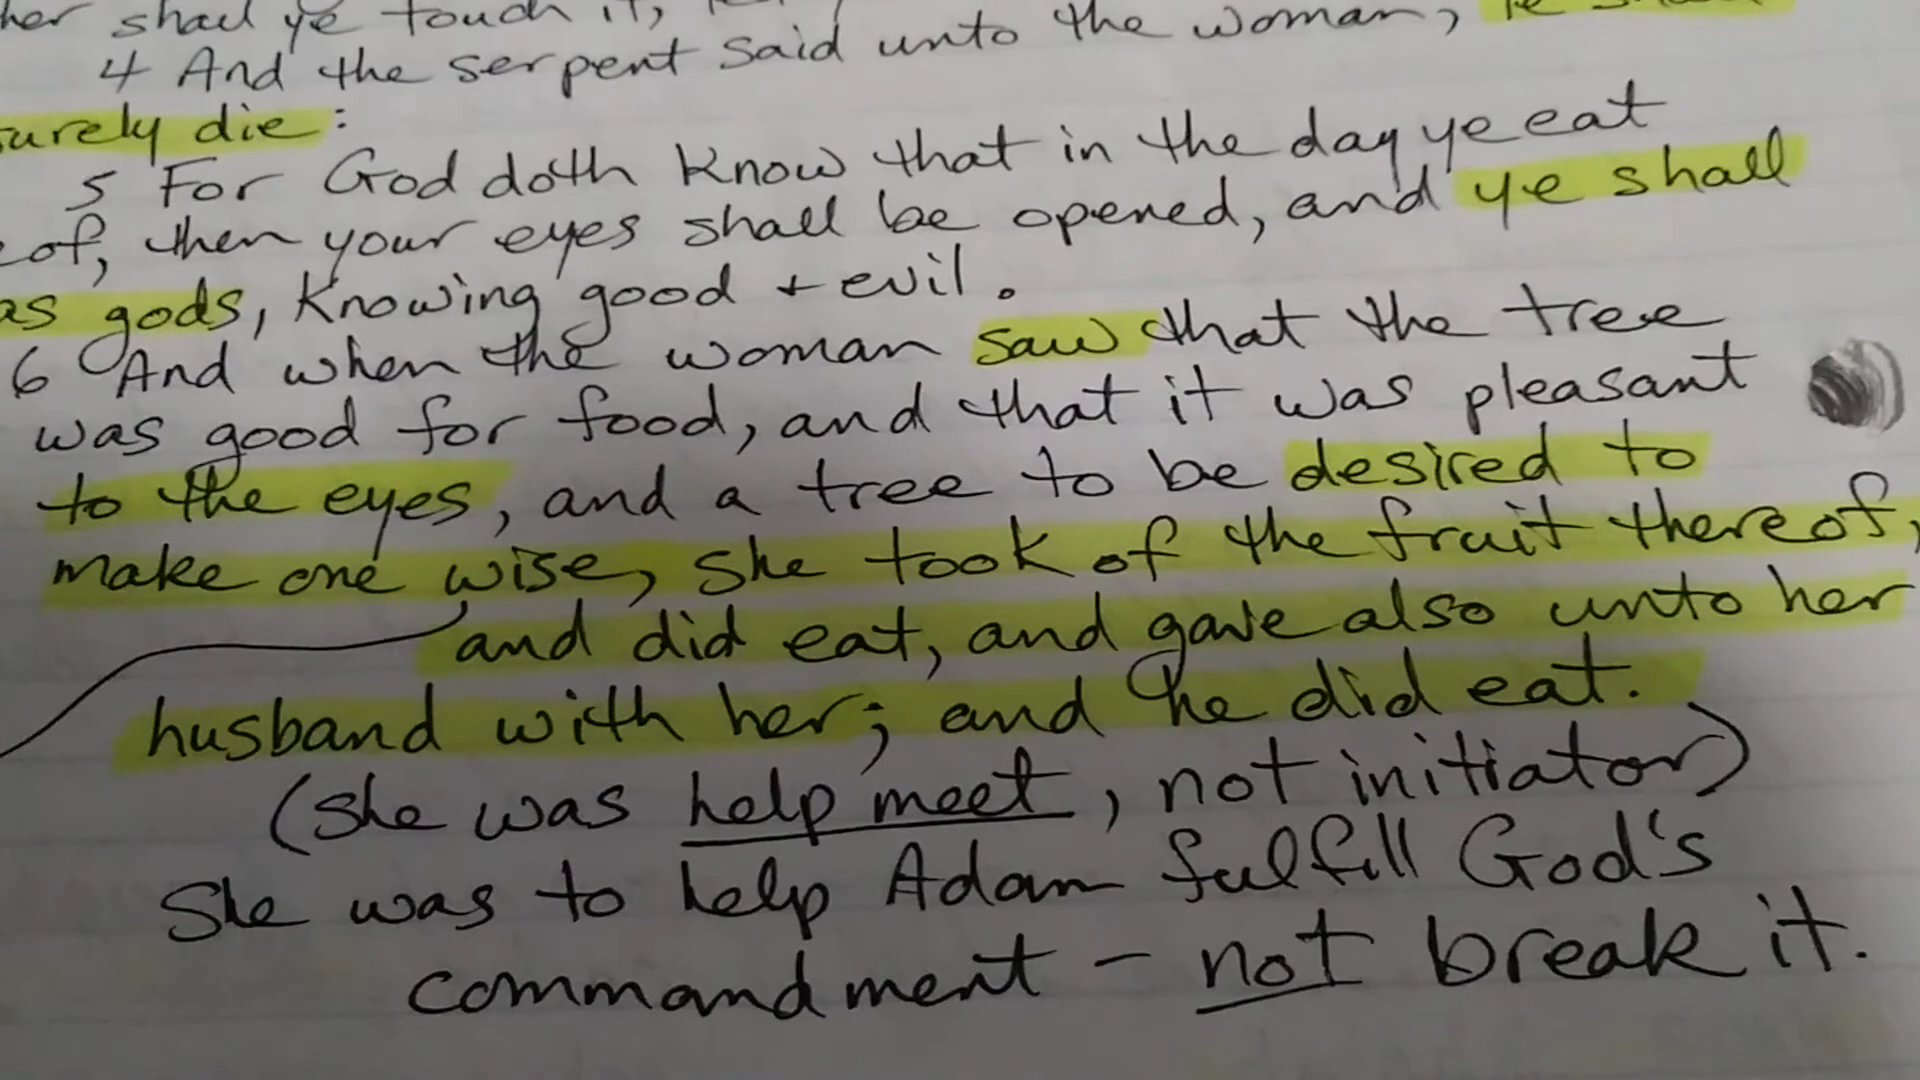 her shall ye touch it,
4 And the serpent said unto the woman, Ye
surely die:
5 For God doth know that in the day ye eat
eof, then your eyes shall be opened, and ye shall
as gods, knowing good + evil.
6 And when the woman saw that the tree
was good for food, and that it was pleasant
to the eyes, and a tree to be desired to
make one wise, she took of the fruit thereof,
and did eat, and gave also unto her
husband with her; and he did eat.
(she was help meet, not initiator)
She was to help Adam fulfill God's
commandment - not break it.